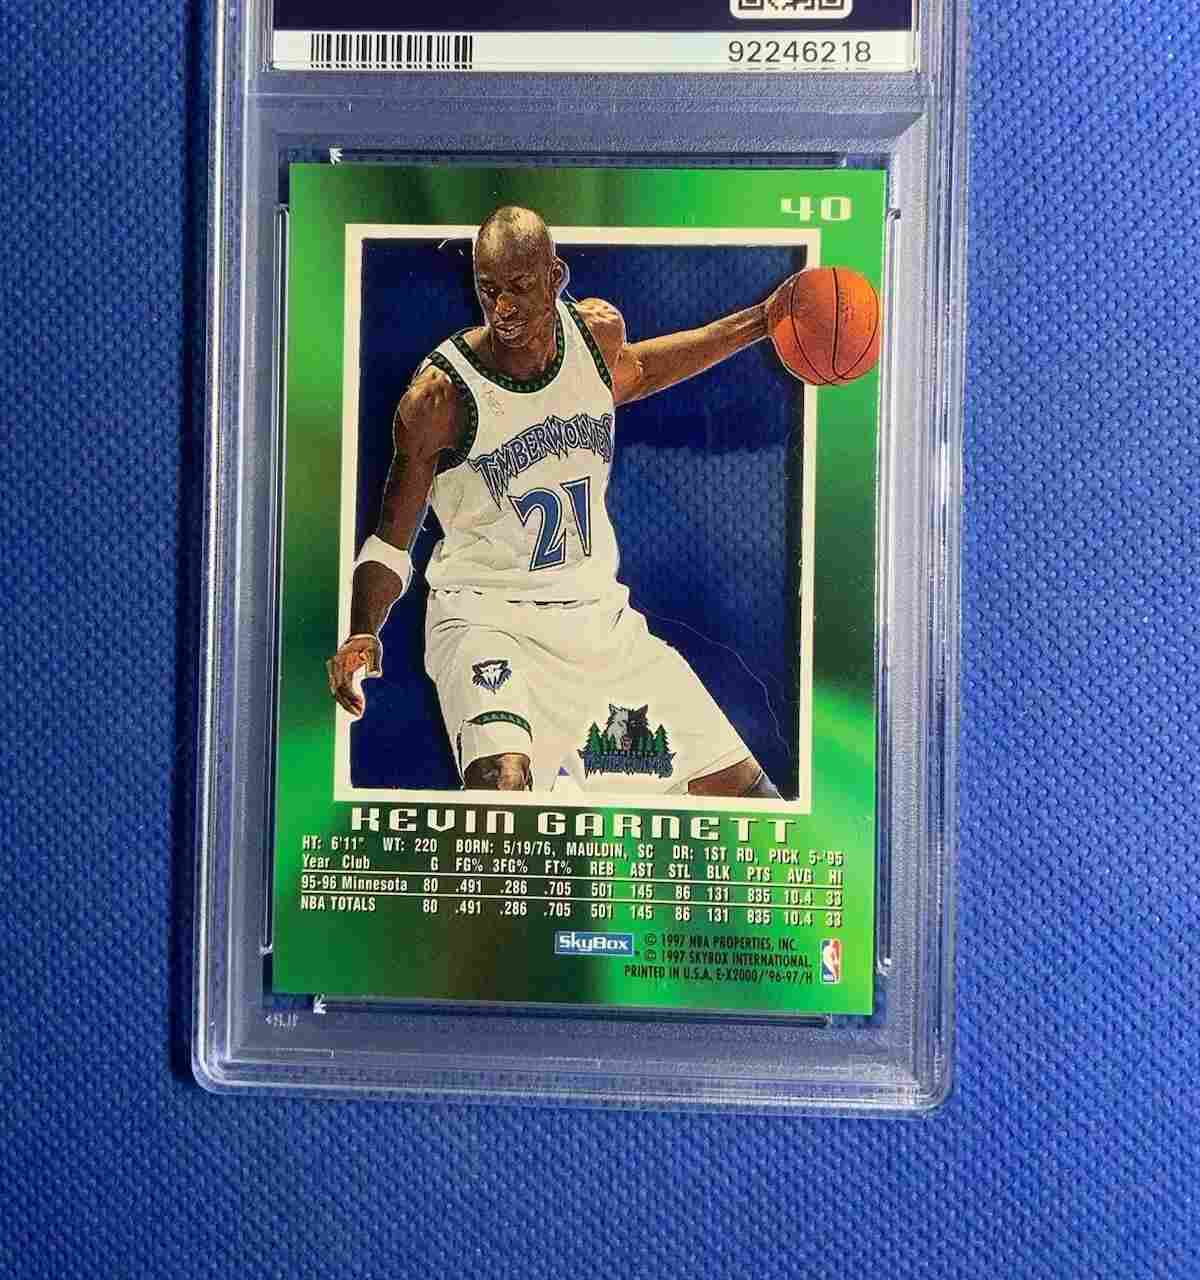 92246218
40
TIMBERWOLVES
21
TIMBERWOLVES
KEVIN GARNETT
HT: 6'11" WT: 220 BORN: 5/19/76, MAULDIN, SC DR: 1ST RD, PICK 5-'95
Year Club G FG% 3FG% FT% REB AST STL BLK PTS AVG HI
95-96 Minnesota 80 .491 .286 .705 501 145 86 131 835 10.4 33
NBA TOTALS 80 .491 .286 .705 501 145 86 131 835 10.4 33
SkyBox © 1997 NBA PROPERTIES, INC.
© 1997 SKYBOX INTERNATIONAL.
PRINTED IN U.S.A. E-X2000/'96-97/H